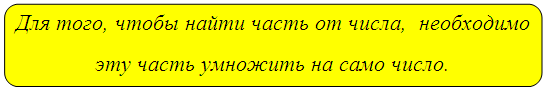 Для того, чтобы найти часть от числа, необходимо
эту часть умножить на само число.